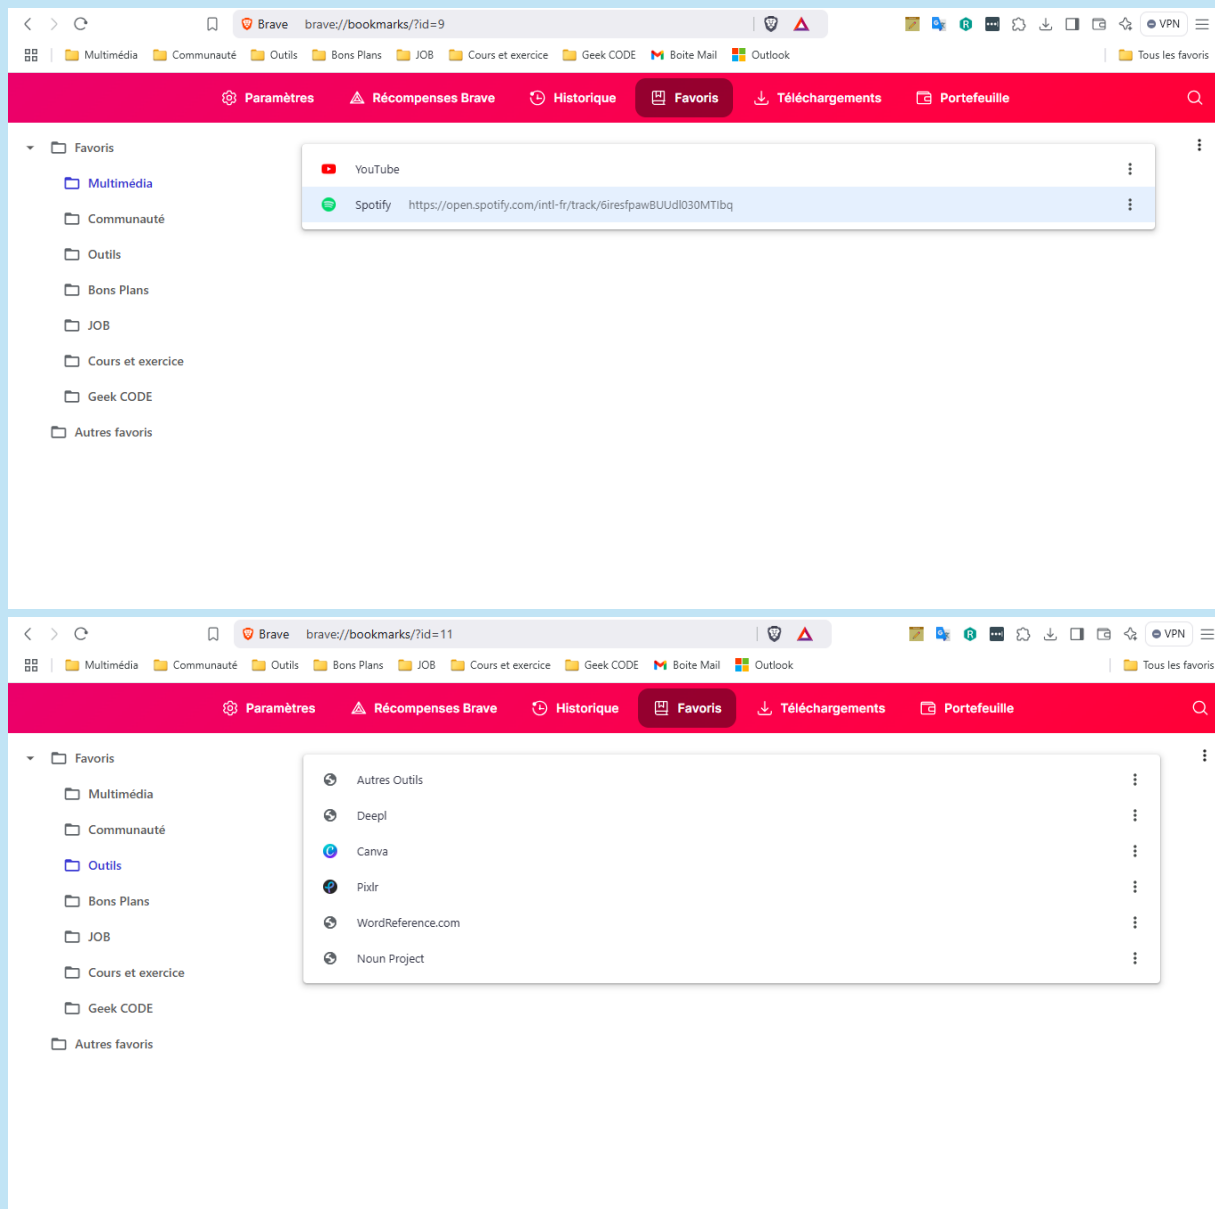 Brave brave://bookmarks/?id=9 VPN
Multimédia Communauté Outils Bons Plans JOB Cours et exercice Geek CODE Boite Mail Outlook Tous les favoris
Paramètres Récompenses Brave Historique Favoris Téléchargements Portefeuille
Favoris
Multimédia
Communauté
Outils
Bons Plans
JOB
Cours et exercice
Geek CODE
Autres favoris
YouTube
Spotify https://open.spotify.com/intl-fr/track/6iresfpawBUUdl030MTIbq
Brave brave://bookmarks/?id=11 VPN
Multimédia Communauté Outils Bons Plans JOB Cours et exercice Geek CODE Boite Mail Outlook Tous les favoris
Paramètres Récompenses Brave Historique Favoris Téléchargements Portefeuille
Favoris
Multimédia
Communauté
Outils
Bons Plans
JOB
Cours et exercice
Geek CODE
Autres favoris
Autres Outils
Deepl
Canva
Pixlr
WordReference.com
Noun Project